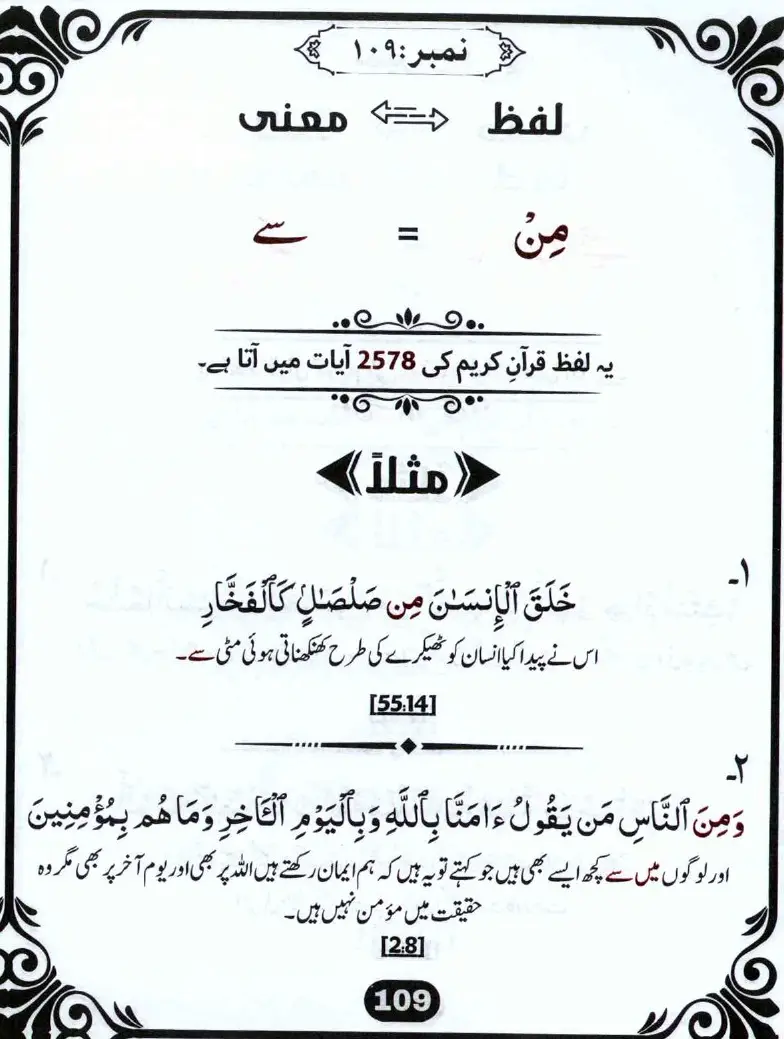 نمبر:۱۰۹
لفظ معنی
مِنْ = سے
یہ لفظ قرآنِ کریم کی 2578 آیات میں آتا ہے۔
مثلاً
۱۔
خَلَقَ ٱلْإِنسَـٰنَ مِن صَلْصَـٰلٍ كَٱلْفَخَّارِ
اس نے پیدا کیا انسان کو ٹھیکرے کی طرح کھنکھناتی ہوئی مٹی سے۔
[55:14]
۲۔
وَمِنَ ٱلنَّاسِ مَن يَقُولُ ءَامَنَّا بِٱللَّهِ وَبِٱلْيَوْمِ ٱلْـَٔاخِرِ وَمَا هُم بِمُؤْمِنِينَ
اور لوگوں میں سے کچھ ایسے بھی ہیں جو کہتے تو یہ ہیں کہ ہم ایمان رکھتے ہیں اللہ پر بھی اور یوم آخر پر بھی مگر وہ
حقیقت میں مؤمن نہیں ہیں۔
[2:8]
109